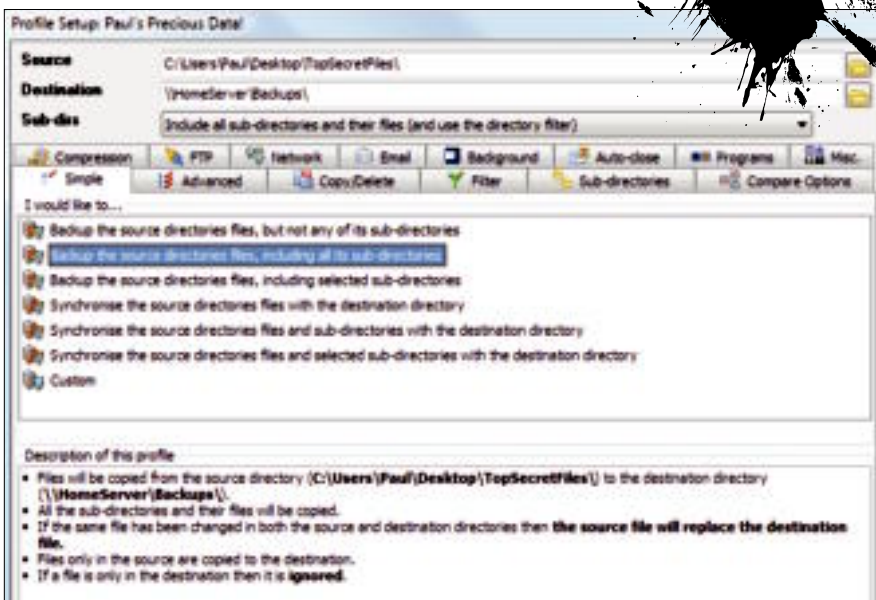 Profile Setup: Paul's Precious Data!
Source C:\Users\Paul\Desktop\TopSecretFiles\
Destination \\HomeServer\Backups\
Sub-dirs Include all sub-directories and their files (and use the directory filter)
Compression FTP Network Email Background Auto-close Programs Misc.
Simple Advanced Copy/Delete Filter Sub-directories Compare Options
I would like to...
Backup the source directories files, but not any of its sub-directories
Backup the source directories files, including all its sub-directories
Backup the source directories files, including selected sub-directories
Synchronise the source directories files with the destination directory
Synchronise the source directories files and sub-directories with the destination directory
Synchronise the source directories files and selected sub-directories with the destination directory
Custom
Description of this profile
• Files will be copied from the source directory (C:\Users\Paul\Desktop\TopSecretFiles\) to the destination directory
(\\HomeServer\Backups\).
• All the sub-directories and their files will be copied.
• If the same file has been changed in both the source and destination directories then the source file will replace the destination
file.
• Files only in the source are copied to the destination.
• If a file is only in the destination then it is ignored.